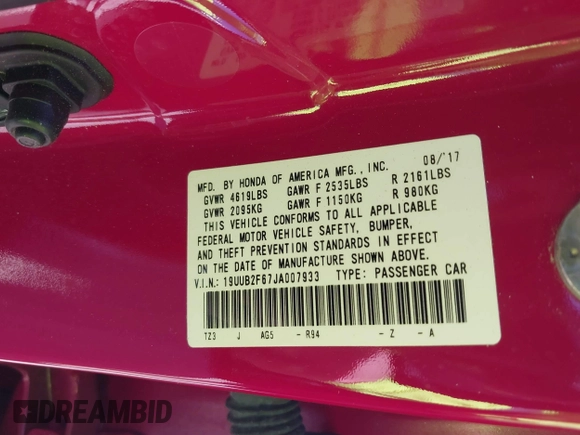 MFD. BY HONDA OF AMERICA MFG., INC. 08/'17
GVWR 4619LBS GAWR F 2535LBS R 2161LBS
GVWR 2095KG GAWR F 1150KG R 980KG
THIS VEHICLE CONFORMS TO ALL APPLICABLE
FEDERAL MOTOR VEHICLE SAFETY, BUMPER,
AND THEFT PREVENTION STANDARDS IN EFFECT
ON THE DATE OF MANUFACTURE SHOWN ABOVE.
V.I.N.: 19UUB2F67JA007933 TYPE: PASSENGER CAR
T23 J AG5 - R94 - Z - A
DREAMBID